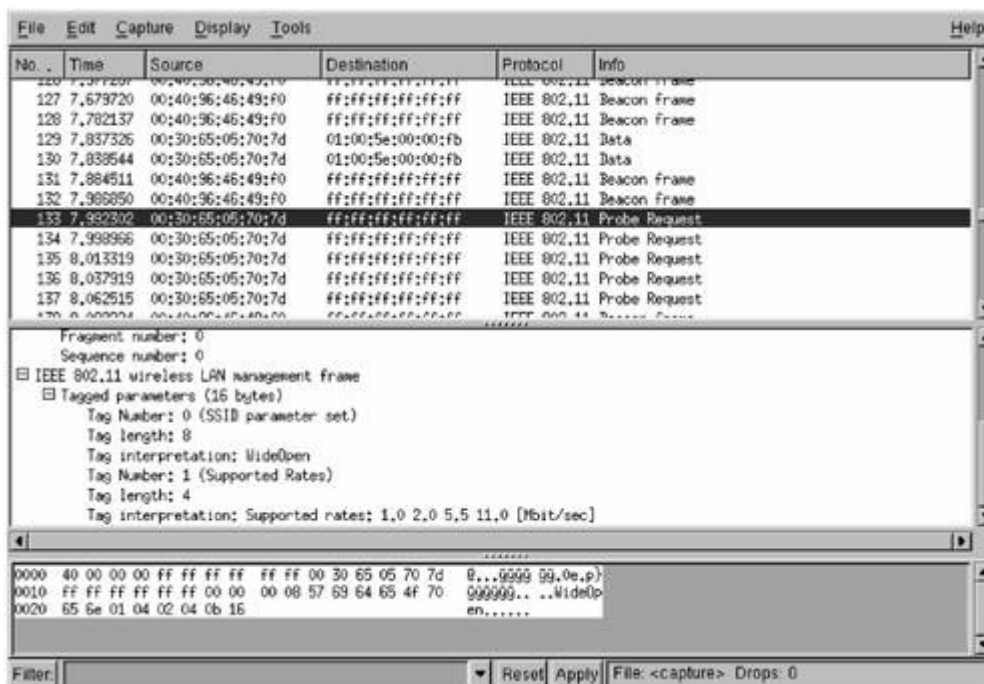 File Edit Capture Display Tools Help
No. . Time Source Destination Protocol Info
127 7.679720 00:40:96:46:49:f0 ff:ff:ff:ff:ff:ff IEEE 802.11 Beacon frame
128 7.782137 00:40:96:46:49:f0 ff:ff:ff:ff:ff:ff IEEE 802.11 Beacon frame
129 7.837326 00:30:65:05:70:7d 01:00:5e:00:00:fb IEEE 802.11 Data
130 7.838544 00:30:65:05:70:7d 01:00:5e:00:00:fb IEEE 802.11 Data
131 7.884511 00:40:96:46:49:f0 ff:ff:ff:ff:ff:ff IEEE 802.11 Beacon frame
132 7.986850 00:40:96:46:49:f0 ff:ff:ff:ff:ff:ff IEEE 802.11 Beacon frame
133 7.992302 00:30:65:05:70:7d ff:ff:ff:ff:ff:ff IEEE 802.11 Probe Request
134 7.998966 00:30:65:05:70:7d ff:ff:ff:ff:ff:ff IEEE 802.11 Probe Request
135 8.013319 00:30:65:05:70:7d ff:ff:ff:ff:ff:ff IEEE 802.11 Probe Request
136 8.037919 00:30:65:05:70:7d ff:ff:ff:ff:ff:ff IEEE 802.11 Probe Request
137 8.062515 00:30:65:05:70:7d ff:ff:ff:ff:ff:ff IEEE 802.11 Probe Request
Fragment number: 0
Sequence number: 0
IEEE 802.11 wireless LAN management frame
Tagged parameters (16 bytes)
Tag Number: 0 (SSID parameter set)
Tag length: 8
Tag interpretation: WideOpen
Tag Number: 1 (Supported Rates)
Tag length: 4
Tag interpretation: Supported rates: 1.0 2.0 5.5 11.0 [Mbit/sec]
0000 40 00 00 00 ff ff ff ff ff ff 00 30 65 05 70 7d @...ÿÿÿÿ ÿÿ.0e.p}
0010 ff ff ff ff ff ff 00 00 00 08 57 69 64 65 4f 70 ÿÿÿÿÿÿ.. ..WideOp
0020 65 6e 01 04 02 04 0b 16 en......
Filter: Reset Apply File: <capture> Drops: 0